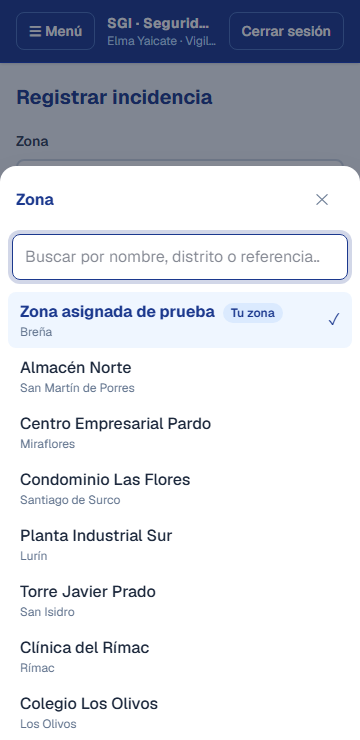 ☰ Menú
SGI · Segurid...
Elma Yaicate · Vigil...
Cerrar sesión
Registrar incidencia
Zona
Zona
Buscar por nombre, distrito o referencia..
Zona asignada de prueba
Tu zona
Breña
Almacén Norte
San Martín de Porres
Centro Empresarial Pardo
Miraflores
Condominio Las Flores
Santiago de Surco
Planta Industrial Sur
Lurín
Torre Javier Prado
San Isidro
Clínica del Rímac
Rímac
Colegio Los Olivos
Los Olivos